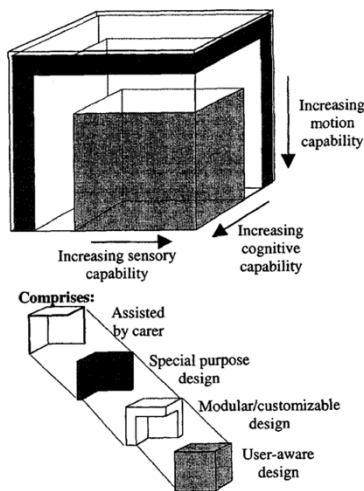 Increasing
motion
capability
Increasing sensory
capability
Increasing
cognitive
capability
Comprises:
Assisted
by carer
Special purpose
design
Modular/customizable
design
User-aware
design